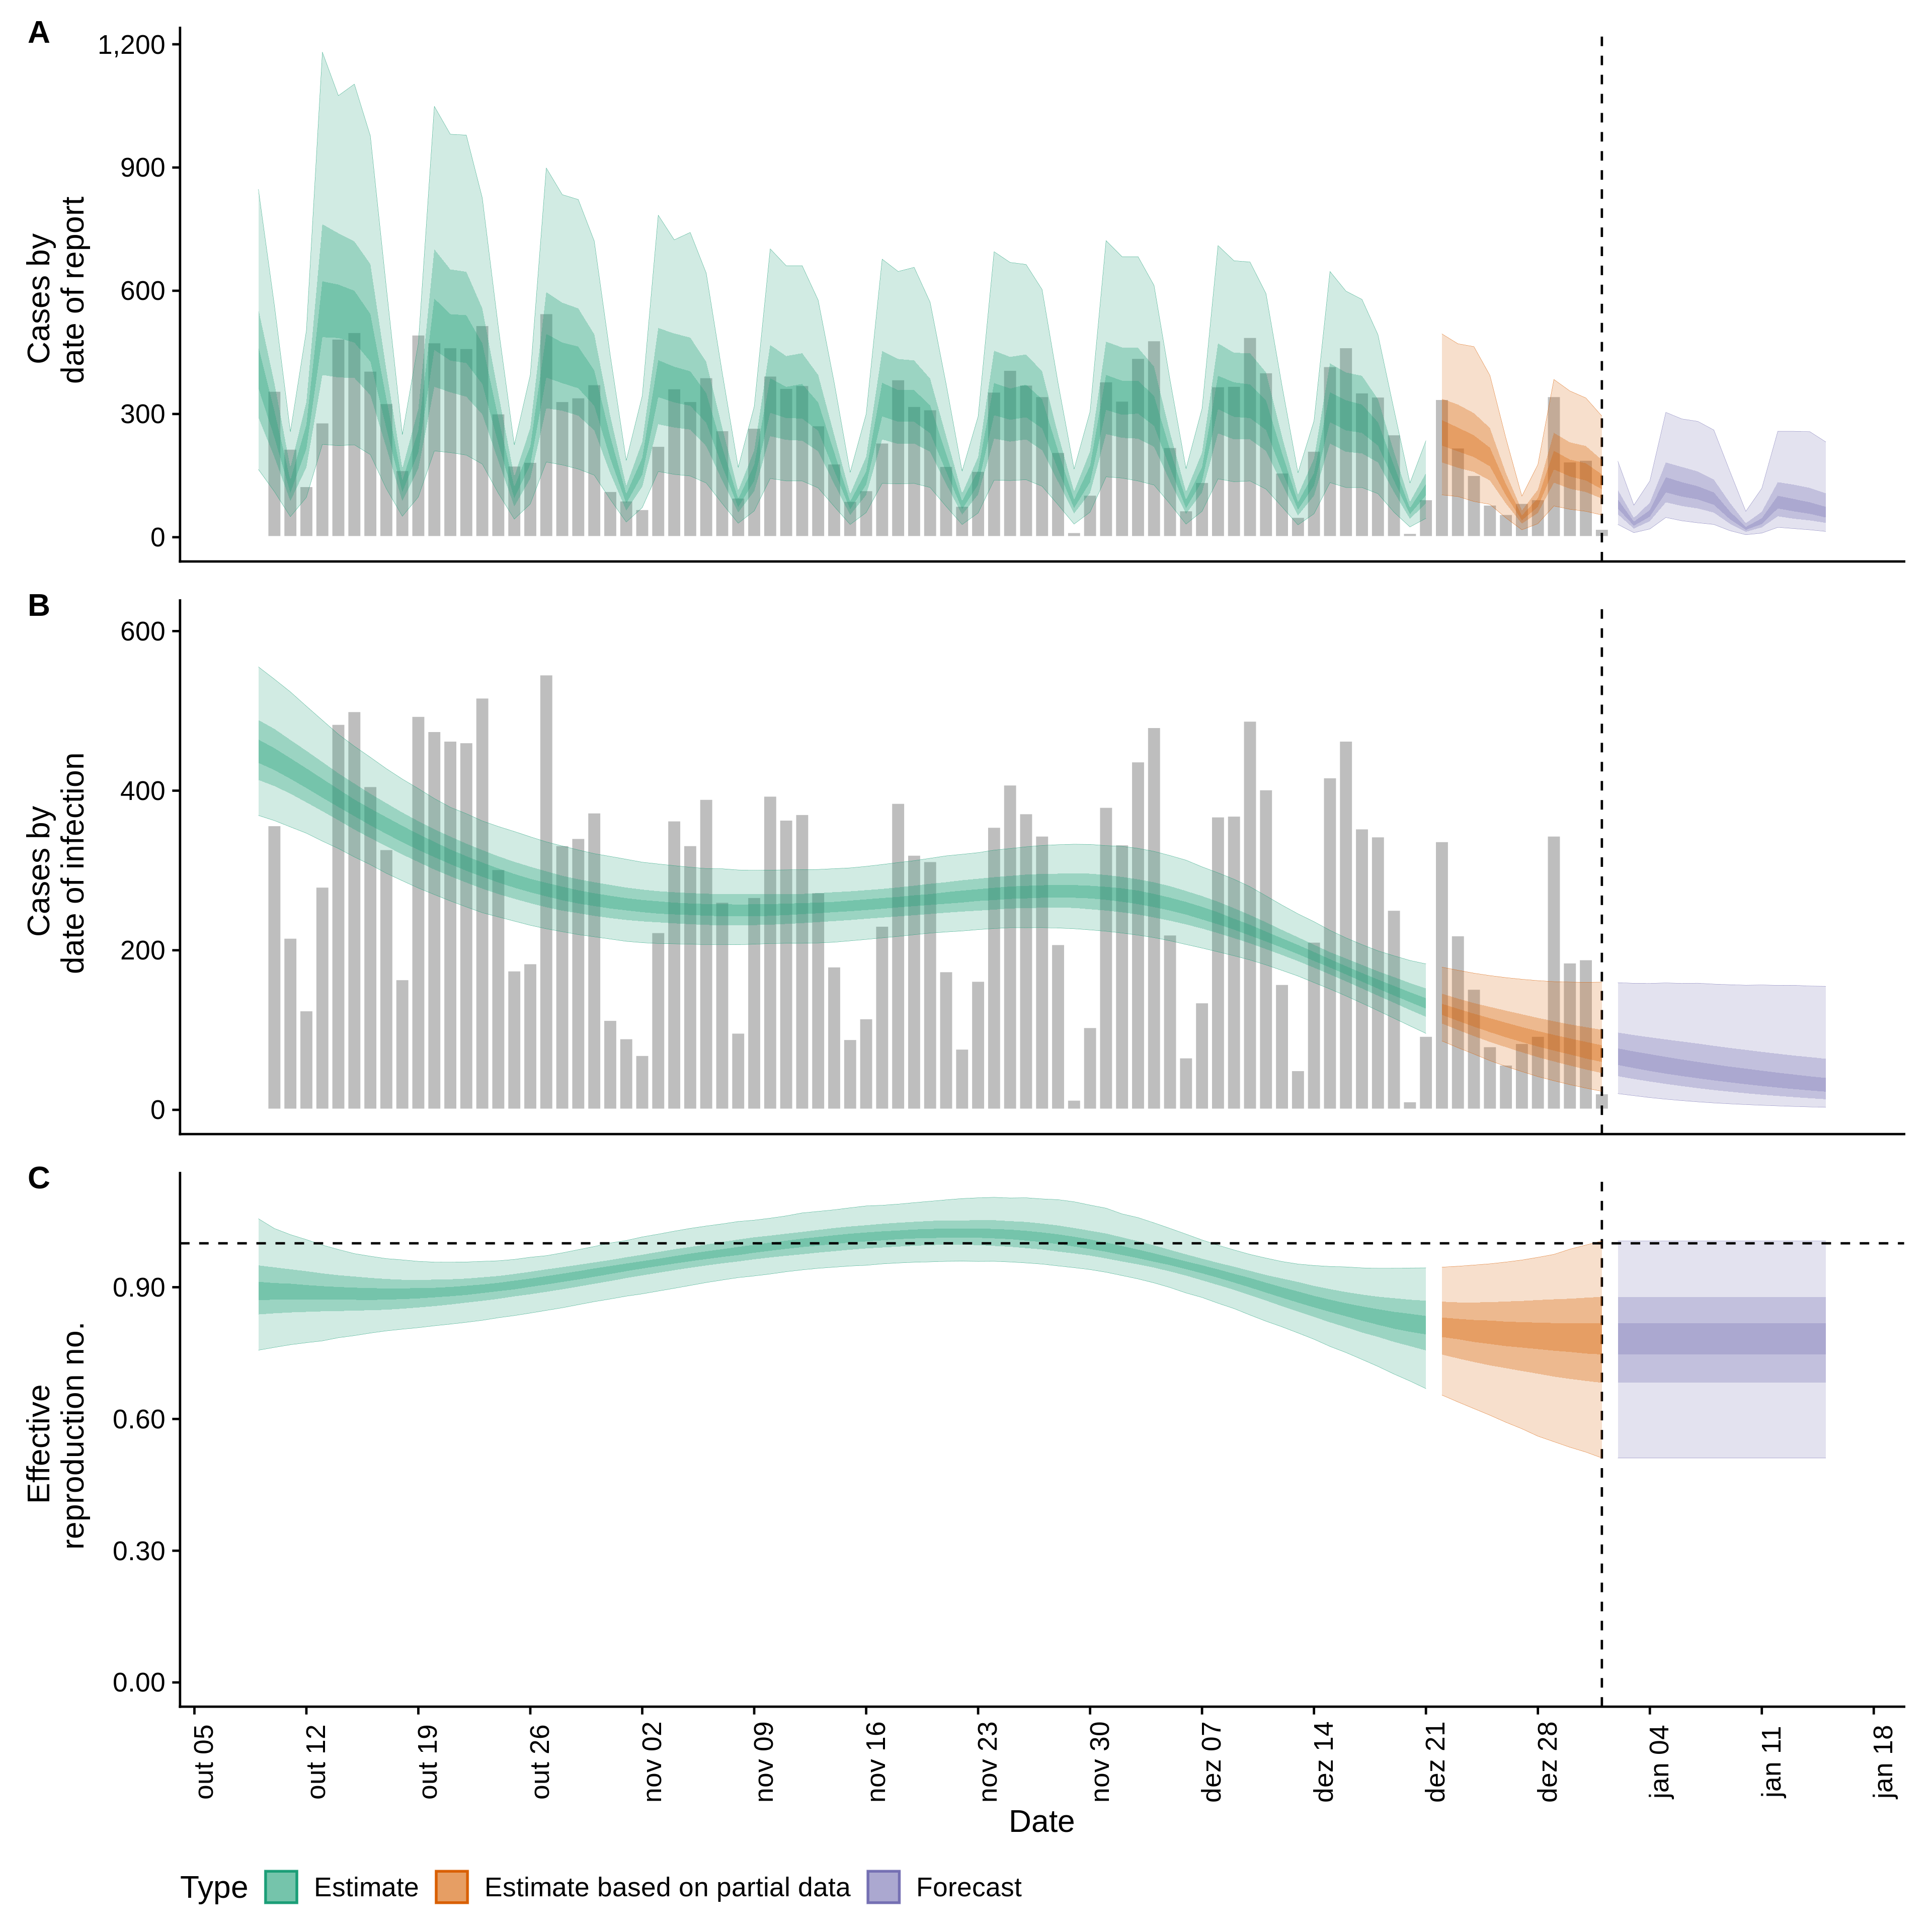 A
1,200
900
600
300
0
Cases by
date of report
B
600
400
200
0
Cases by
date of infection
C
0.90
0.60
0.30
0.00
Effective
reproduction no.
out 05
out 12
out 19
out 26
nov 02
nov 09
nov 16
nov 23
nov 30
dez 07
dez 14
dez 21
dez 28
jan 04
jan 11
jan 18
Date
Type Estimate Estimate based on partial data Forecast